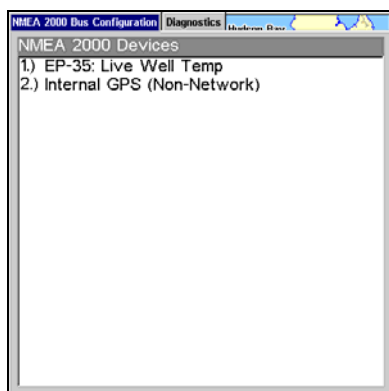 NMEA 2000 Bus Configuration Diagnostics Hudson Bay
NMEA 2000 Devices
1.) EP-35: Live Well Temp
2.) Internal GPS (Non-Network)